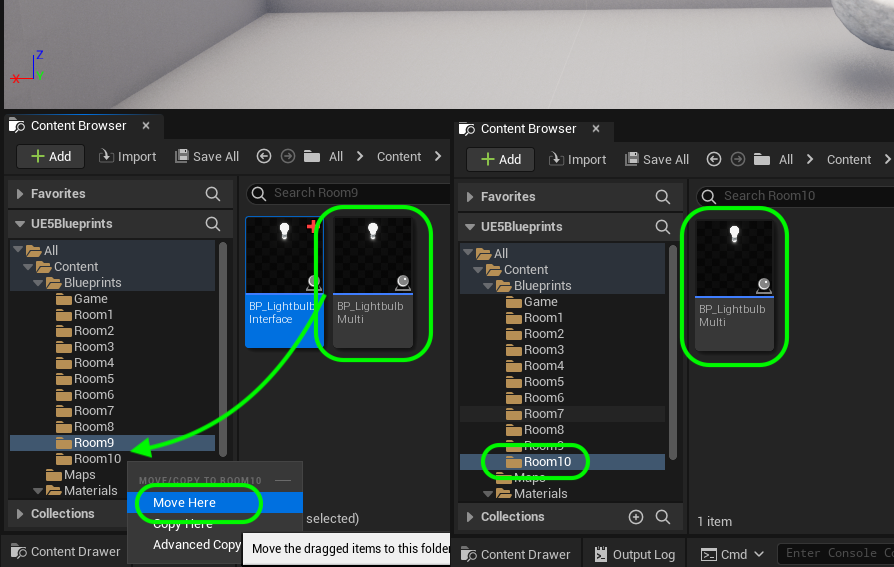 Z
X
Y
Content Browser
Add
Import
Save All
All
Content
Favorites
Search Room9
UE5Blueprints
All
Content
Blueprints
Game
Room1
Room2
Room3
Room4
Room5
Room6
Room7
Room8
Room9
Room10
Maps
Materials
Collections
BP_Lightbulb
Interface
BP_Lightbulb
Multi
MOVE/COPY TO ROOM10
Move Here
Copy Here
Advanced Copy
selected)
Move the dragged items to this folder
Content Drawer
Content Browser
Add
Import
Save All
All
Content
Favorites
Search Room10
UE5Blueprints
All
Content
Blueprints
Game
Room1
Room2
Room3
Room4
Room5
Room6
Room7
Room8
Room9
Room10
Maps
Materials
Collections
BP_Lightbulb
Multi
1 item
Content Drawer
Output Log
Cmd
Enter Console Co